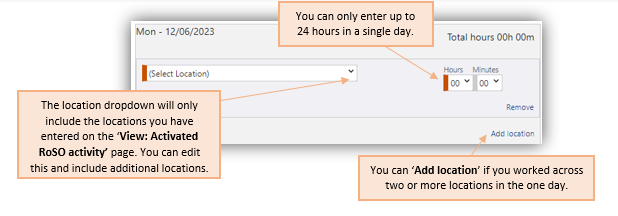 You can only enter up to
24 hours in a single day.
Mon - 12/06/2023
Total hours 00h 00m
(Select Location)
Hours Minutes
00 00
Remove
Add location
The location dropdown will only
include the locations you have
entered on the ‘View: Activated
RoSO activity’ page. You can edit
this and include additional locations.
You can ‘Add location’ if you worked across
two or more locations in the one day.